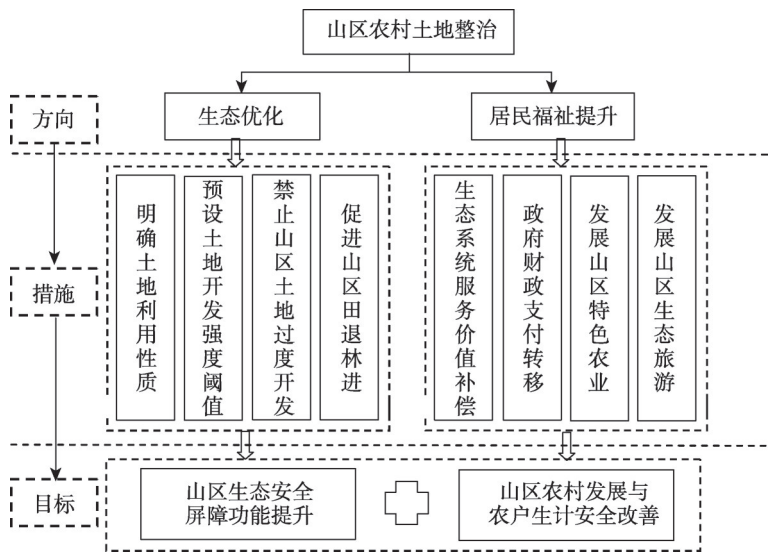 山区农村土地整治
方向
生态优化
居民福祉提升
措施
明确土地利用性质
预设土地开发强度阈值
禁止山区土地过度开发
促进山区田退林进
生态系统服务价值补偿
政府财政支付转移
发展山区特色农业
发展山区生态旅游
目标
山区生态安全
屏障功能提升
山区农村发展与
农户生计安全改善